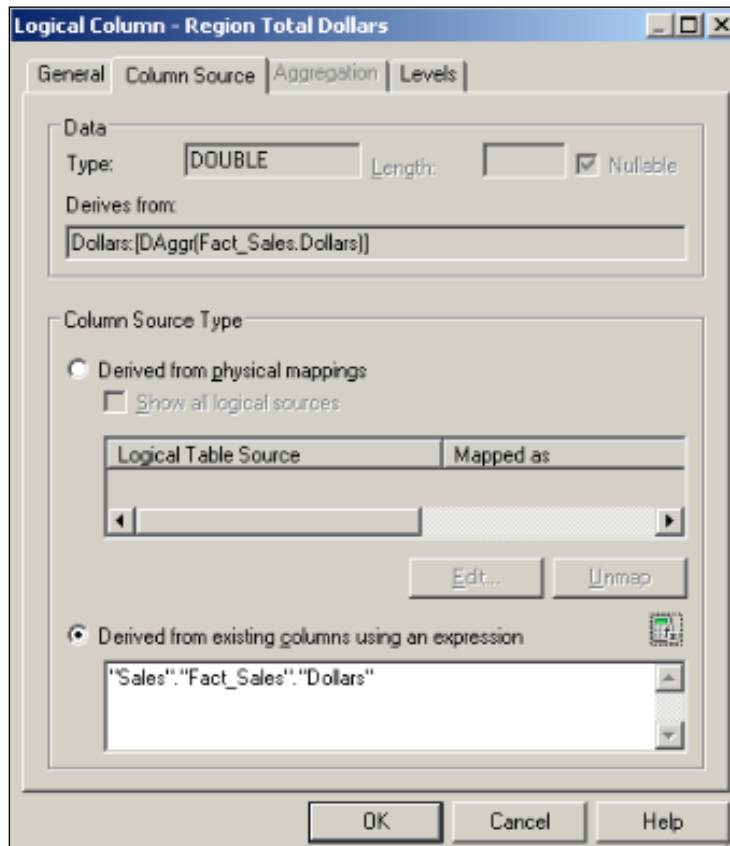 Logical Column - Region Total Dollars
General Column Source Aggregation Levels
Data
Type: DOUBLE Length: Nullable
Derives from:
Dollars:[DAggr(Fact_Sales.Dollars)]
Column Source Type
Derived from physical mappings
Show all logical sources
Logical Table Source Mapped as
Edit... Unmap
Derived from existing columns using an expression
"Sales"."Fact_Sales"."Dollars"
OK Cancel Help